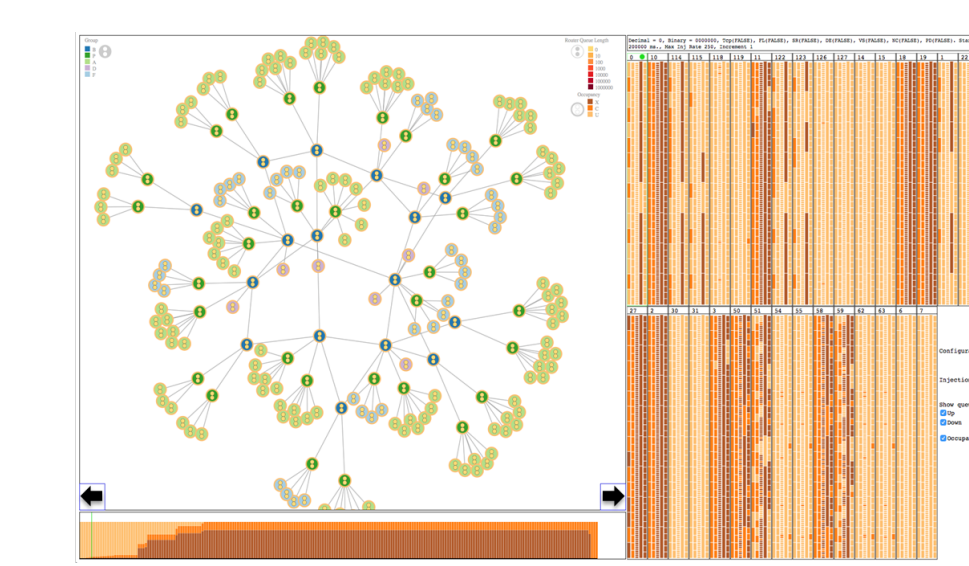 Group
R
P
A
D
F
Router Queue Length
0
10
100
1000
10000
100000
1000000
Occupancy
X
C
U
Decimal = 0, Binary = 0000000, Trp(FALSE), FL(FALSE), SR(FALSE), DE(FALSE), VB(FALSE), NC(FALSE), PD(FALSE), Sta
200000 ms., Max Inj Rate 250, Increment 1
0 10 114 115 118 119 11 122 123 126 127 14 15 18 19 1 22
27 2 30 31 3 50 51 54 55 58 59 62 63 6 7
Configura
Injection
Show que
Up
Down
Occupa